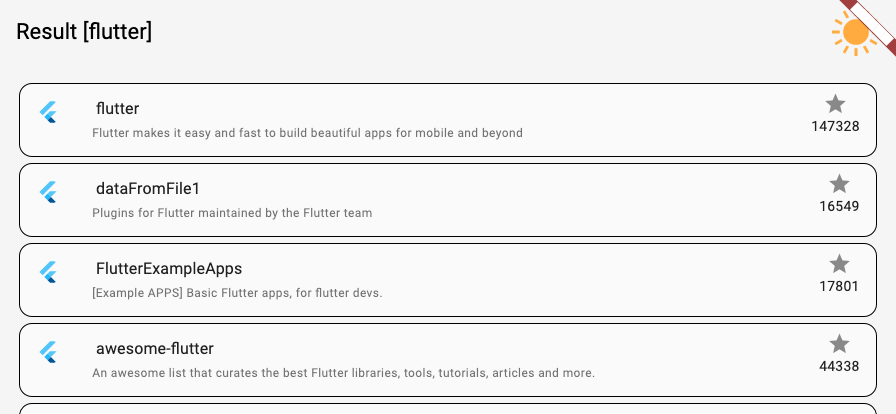 Result [flutter]
flutter
Flutter makes it easy and fast to build beautiful apps for mobile and beyond
147328
dataFromFile1
Plugins for Flutter maintained by the Flutter team
16549
FlutterExampleApps
[Example APPS] Basic Flutter apps, for flutter devs.
17801
awesome-flutter
An awesome list that curates the best Flutter libraries, tools, tutorials, articles and more.
44338